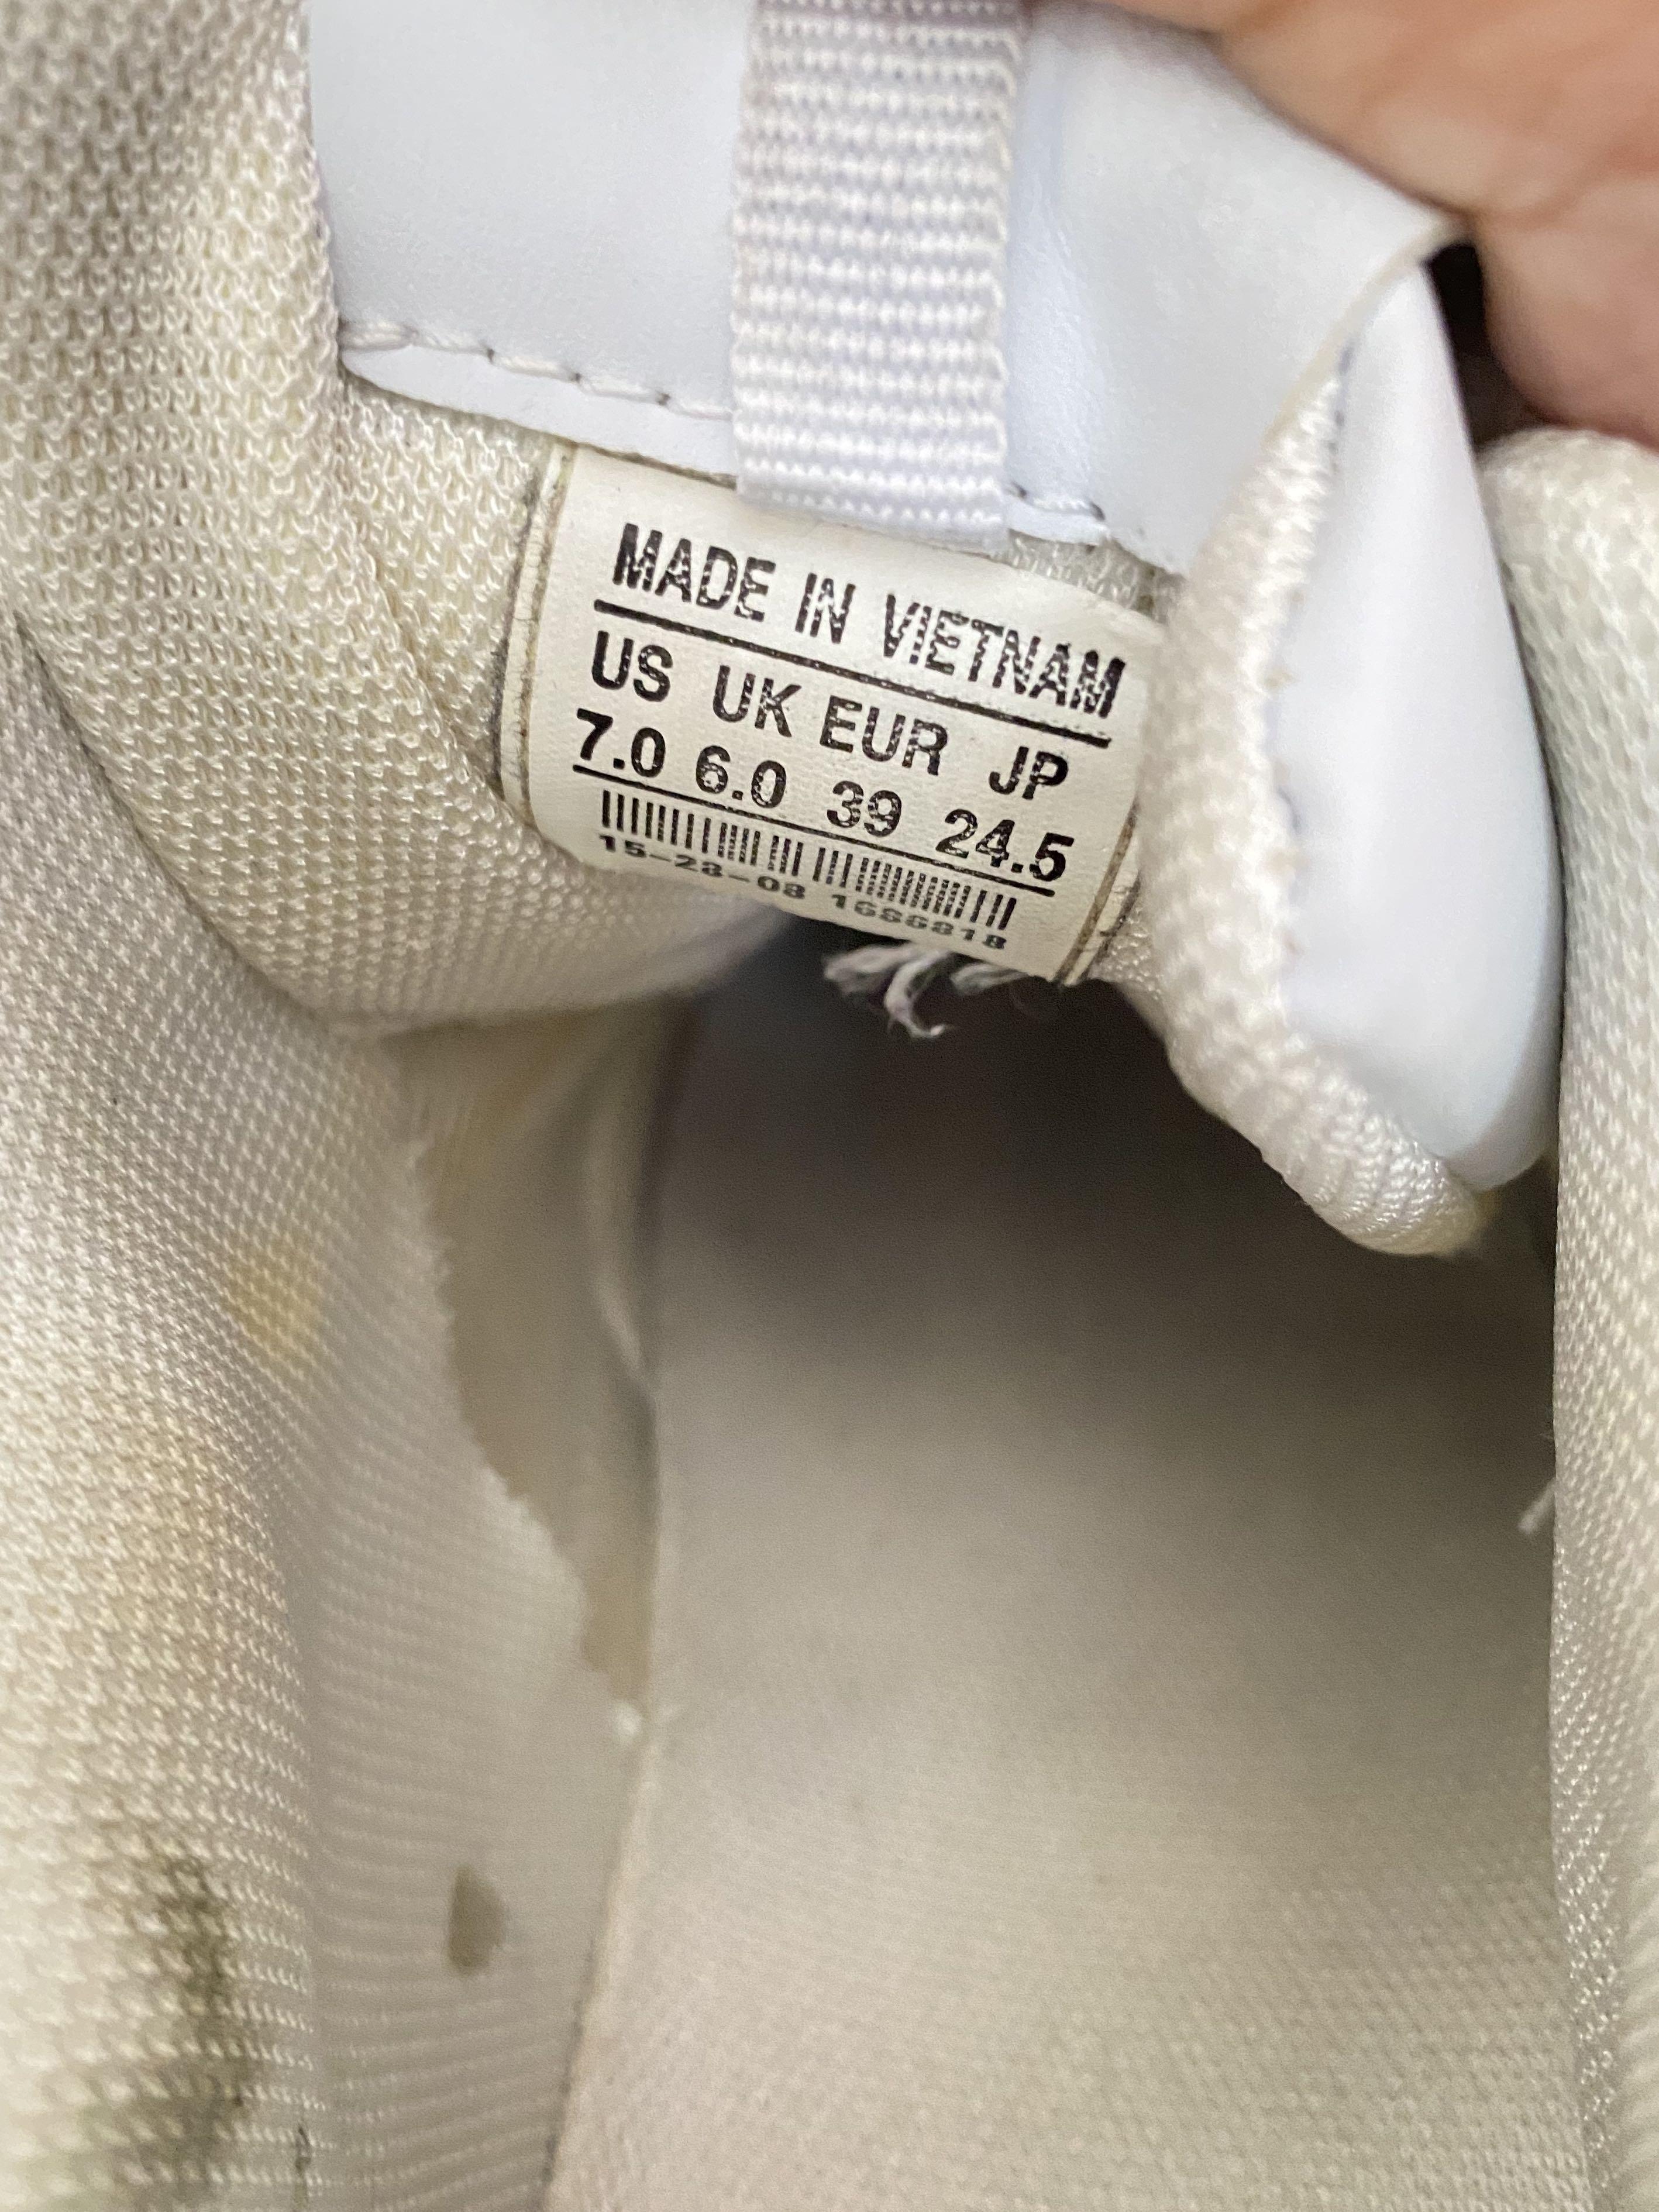 MADE IN VIETNAM
US UK EUR JP
7.0 6.0 39 24.5